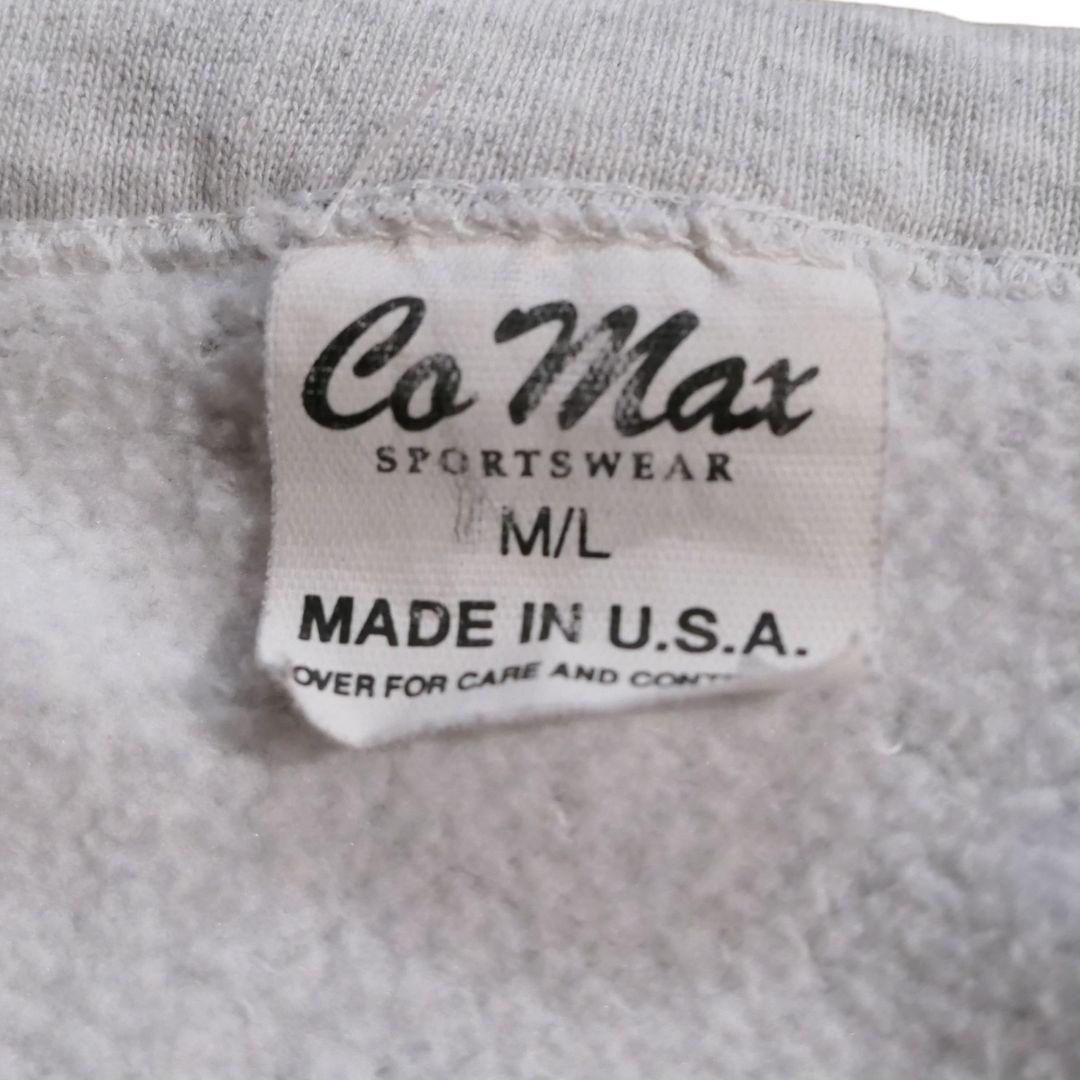 Co Max
SPORTSWEAR
M/L
MADE IN U.S.A.
OVER FOR CARE AND